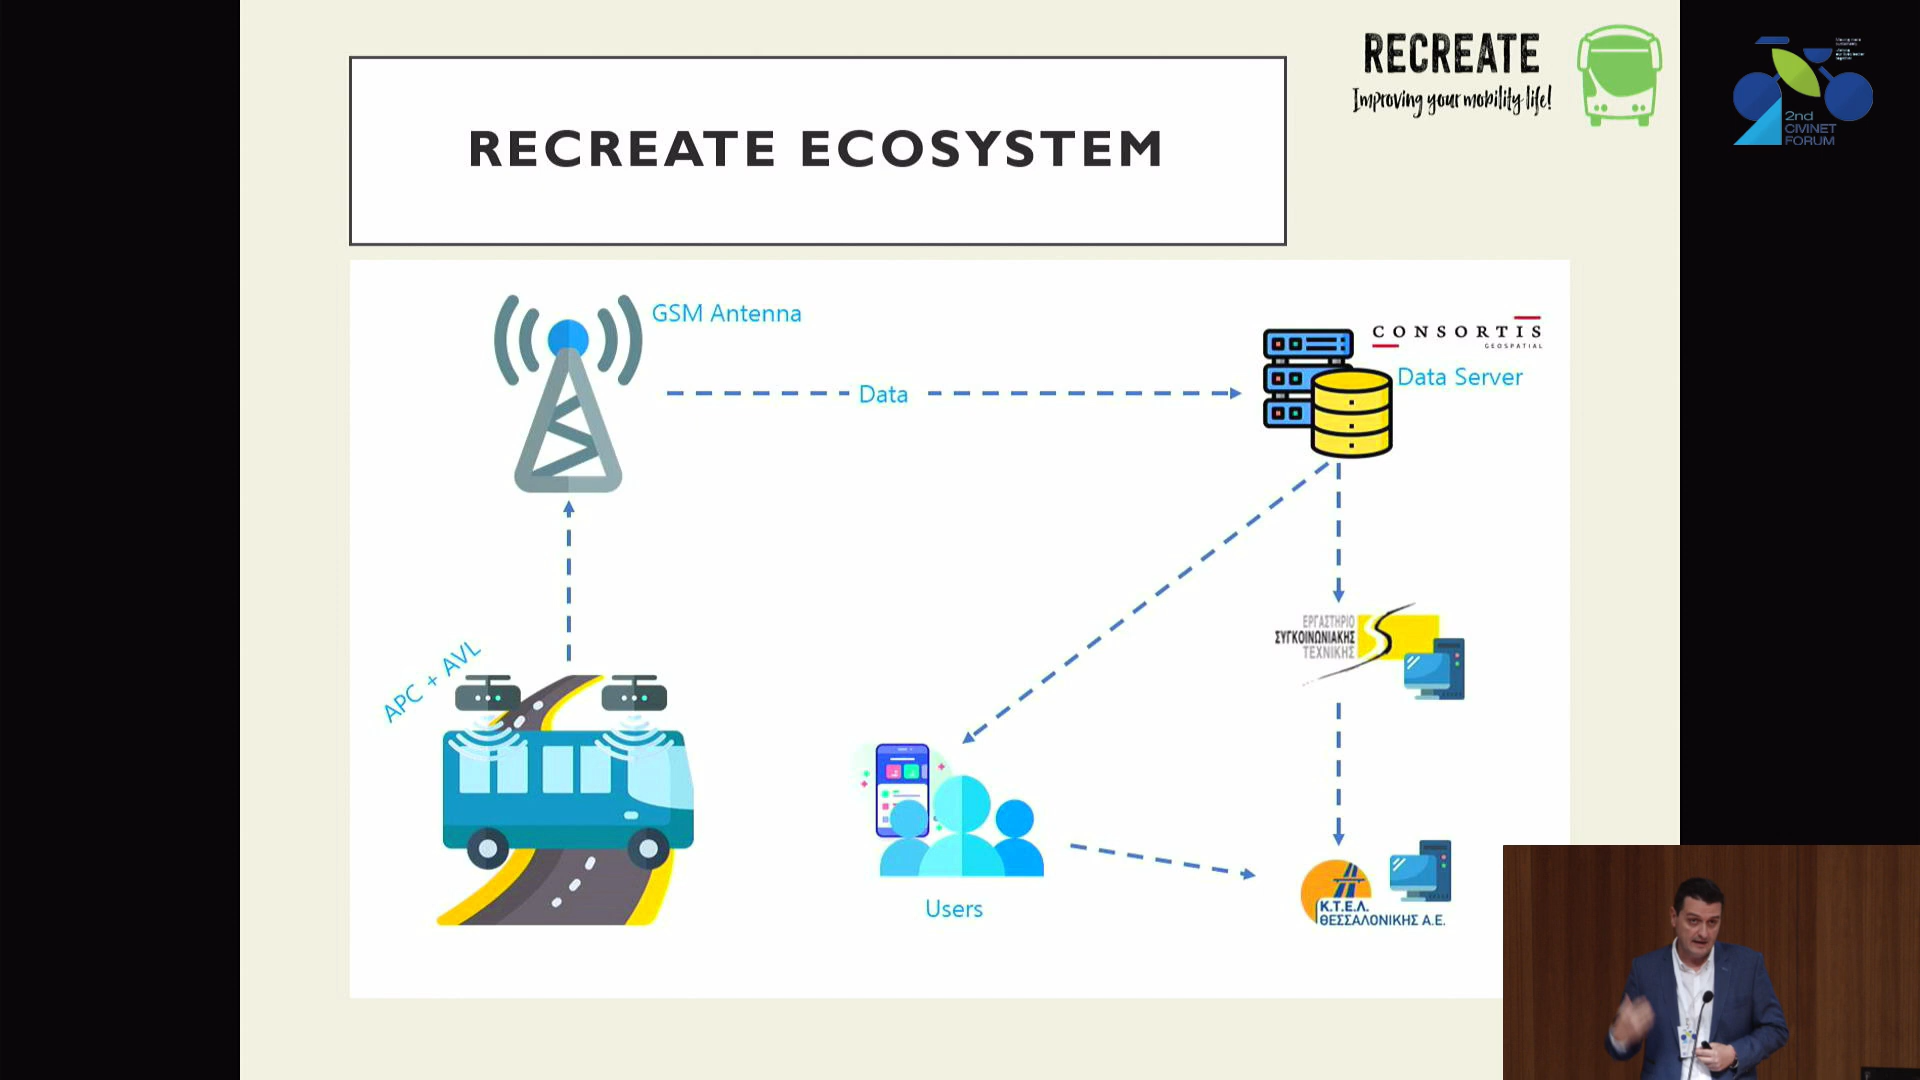 RECREATE ECOSYSTEM
RECREATE
Improving your mobility life!
2nd
CIVINET
FORUM
GSM Antenna
Data
CONSORTIS
GEOSPATIAL
Data Server
APC + AVL
ΕΡΓΑΣΤΗΡΙΟ
ΣΥΓΚΟΙΝΩΝΙΑΚΗΣ
ΤΕΧΝΙΚΗΣ
Users
Κ.Τ.Ε.Λ.
ΘΕΣΣΑΛΟΝΙΚΗΣ Α.Ε.